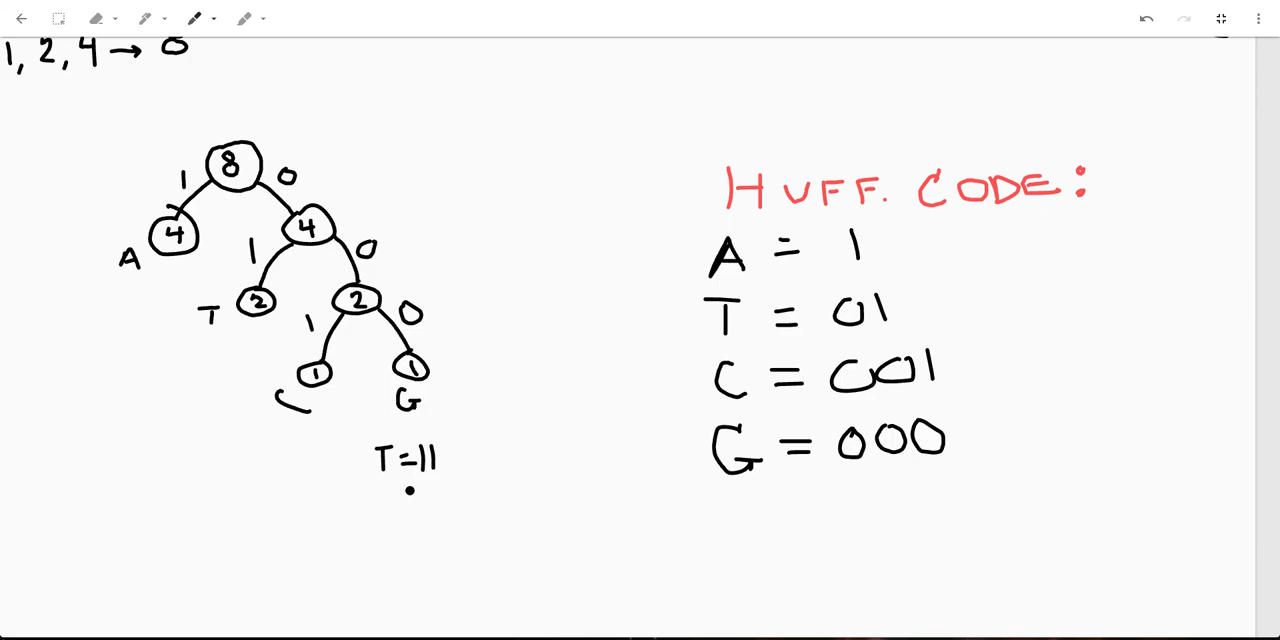 1, 2, 4 → 0
8
1 0
A 4 4
1 0
T 2 2
1 0
1 1
C G
T=11
HUFF. CODE:
A = 1
T = 01
C = 001
G = 000